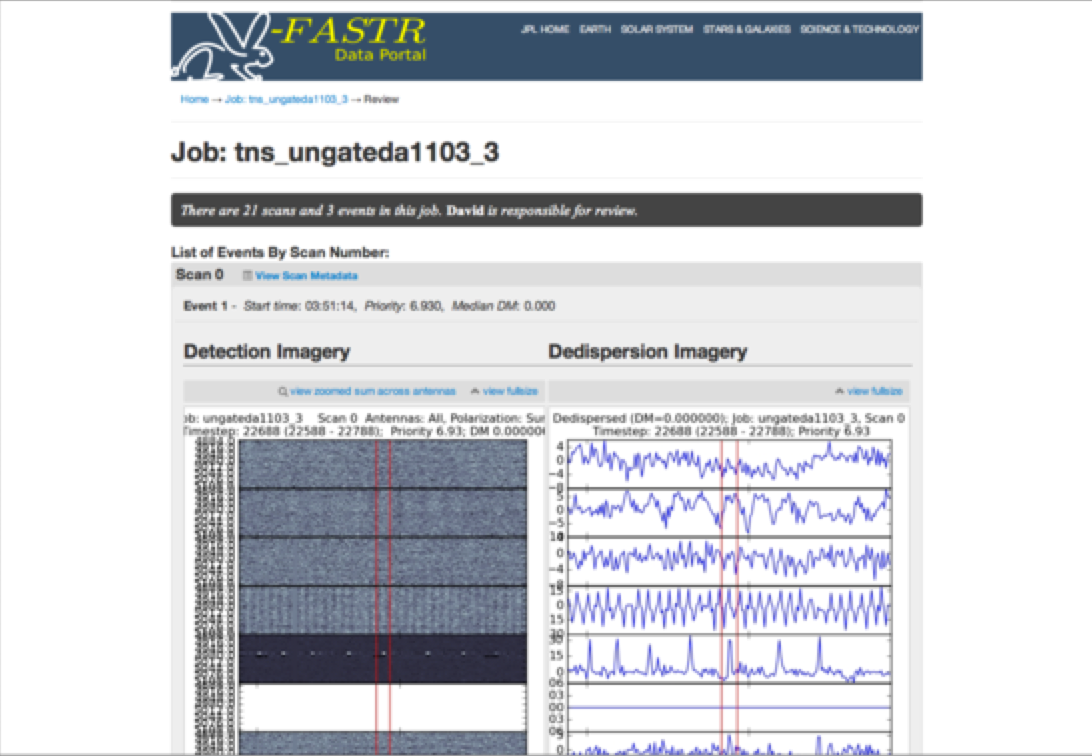 -FASTR
Data Portal
JPL HOME EARTH SOLAR SYSTEM STARS & GALAXIES SCIENCE & TECHNOLOGY
Home → Job: tns_ungateda1103_3 → Review
Job: tns_ungateda1103_3
There are 21 scans and 3 events in this job. David is responsible for review.
List of Events By Scan Number:
Scan 0 View Scan Metadata
Event 1 - Start time: 03:51:14, Priority: 6.930, Median DM: 0.000
Detection Imagery
Dedispersion Imagery
view zoomed sum across antennas view fullsize
view fullsize
ob: ungateda1103_3 Scan 0 Antennas: All, Polarization: Sur
Timestep: 22688 (22588 - 22788); Priority 6.93; DM 0.00000
Dedispersed (DM=0.000000); Job: ungateda1103_3, Scan 0
Timestep: 22688 (22588 - 22788); Priority 6.93